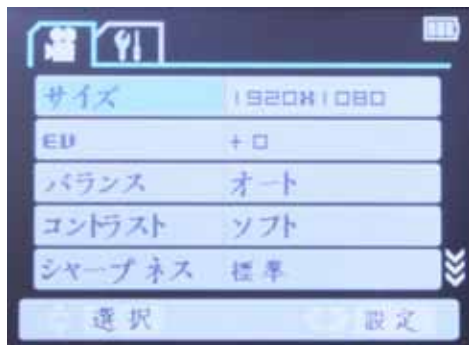 サイズ 1920X1080
EV +0
バランス オート
コントラスト ソフト
シャープネス 標準
選択 設定